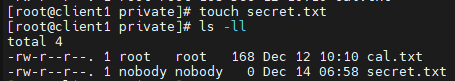 [root@client1 private]# touch secret.txt
[root@client1 private]# ls -ll
total 4
-rw-r--r--. 1 root   root   168 Dec 12 10:10 cal.txt
-rw-r--r--. 1 nobody nobody   0 Dec 14 06:58 secret.txt